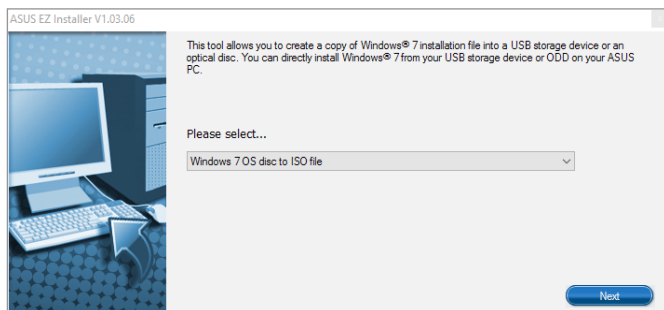 ASUS EZ Installer V1.03.06
This tool allows you to create a copy of Windows® 7 installation file into a USB storage device or an
optical disc. You can directly install Windows® 7 from your USB storage device or ODD on your ASUS
PC.
Please select...
Windows 7 OS disc to ISO file
Next